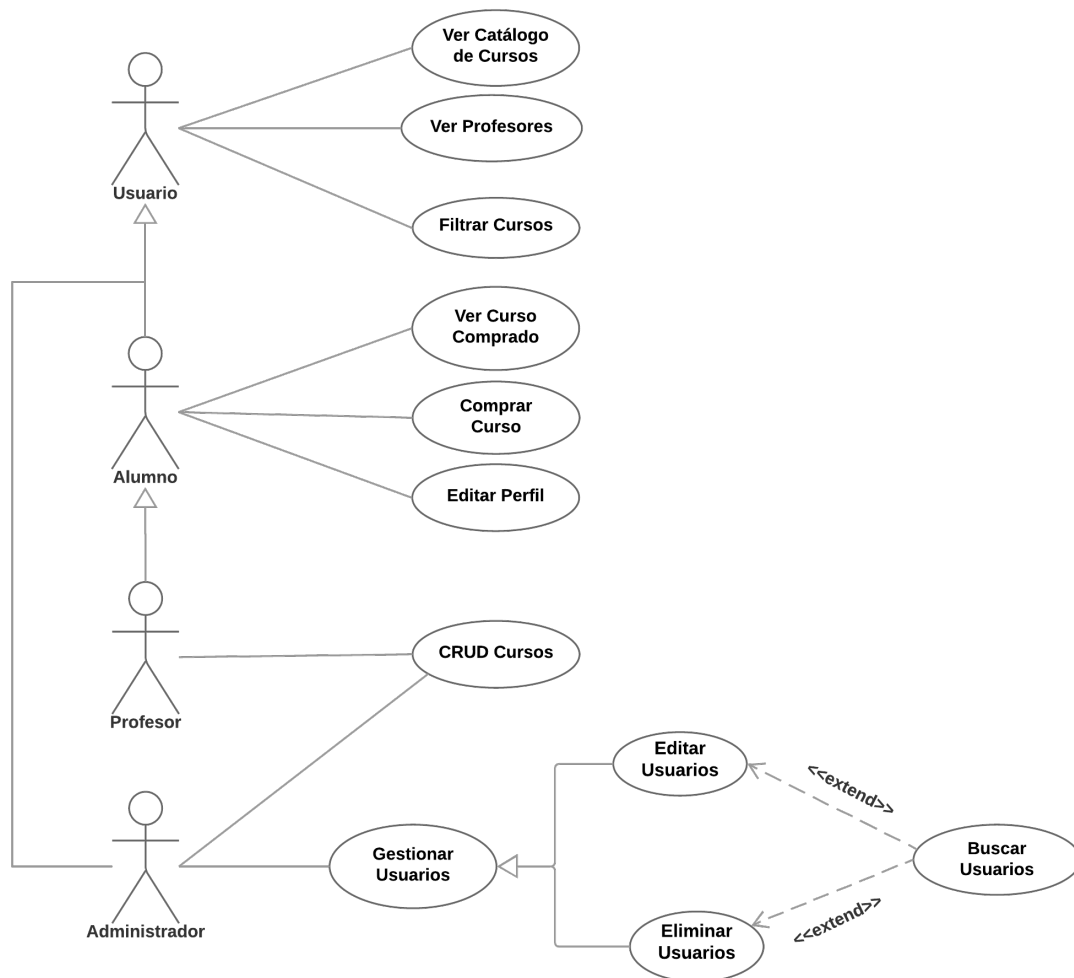 Ver Catálogo
de Cursos
Ver Profesores
Usuario
Filtrar Cursos
Ver Curso
Comprado
Comprar
Curso
Alumno
Editar Perfil
CRUD Cursos
Profesor
Editar
Usuarios
<<extend>>
Gestionar
Usuarios
Buscar
Usuarios
<<extend>>
Administrador
Eliminar
Usuarios